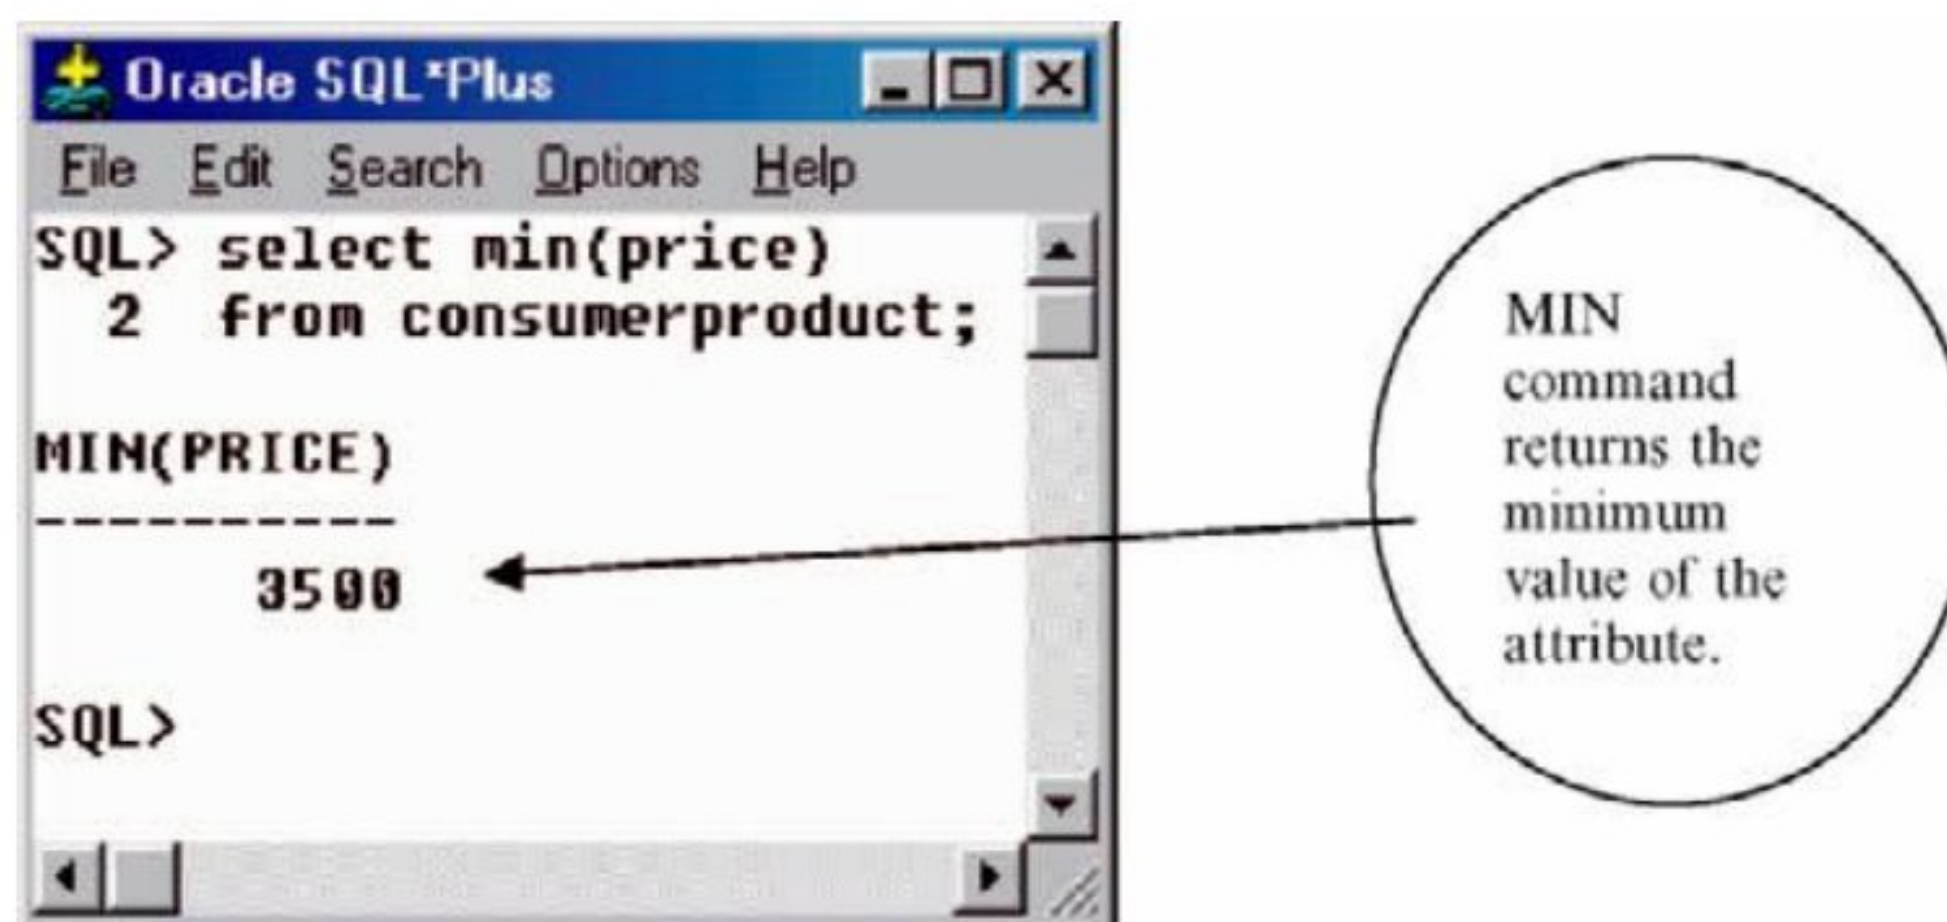 Oracle SQL*Plus
File Edit Search Options Help
SQL> select min(price)
2 from consumerproduct;
MIN(PRICE)
----------
3500
SQL>
MIN
command
returns the
minimum
value of the
attribute.